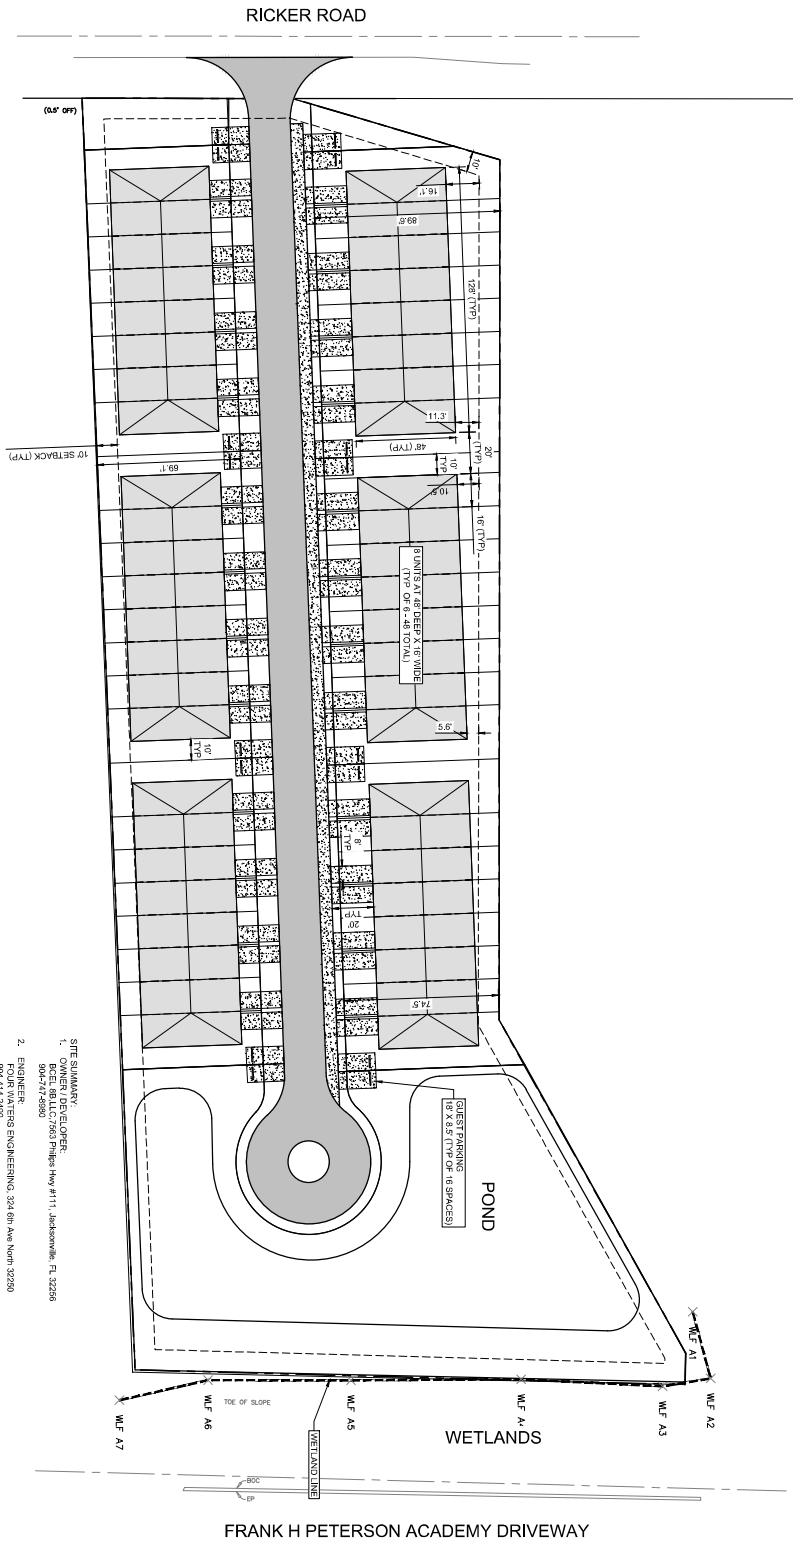 RICKER ROAD
(0.5' OFF)
10'
16.1'
89.6'
128' (TYP)
11.3'
48' (TYP)
20'
(TYP)
10'
TYP
10.5'
16' (TYP)
10' SETBACK (TYP)
69.1'
8 UNITS AT 48' DEEP X 16' WIDE
(TYP. OF 6 - 48 TOTAL)
5.6'
10'
TYP
8'
TYP
20'
TYP
74.5'
GUEST PARKING
18' X 8.5' (TYP OF 16 SPACES)
POND
SITE SUMMARY:
1. OWNER / DEVELOPER:
BCEL 8B,LLC,7563 Philips Hwy #111, Jacksonville, FL 32256
904-747-8980
2. ENGINEER:
FOUR WATERS ENGINEERING, 324 6th Ave North 32250
WLF A1
WLF A2
WLF A3
WLF A4
WLF A5
WLF A6
WLF A7
TOE OF SLOPE
WETLANDS
WETLAND LINE
BOC
EP
FRANK H PETERSON ACADEMY DRIVEWAY